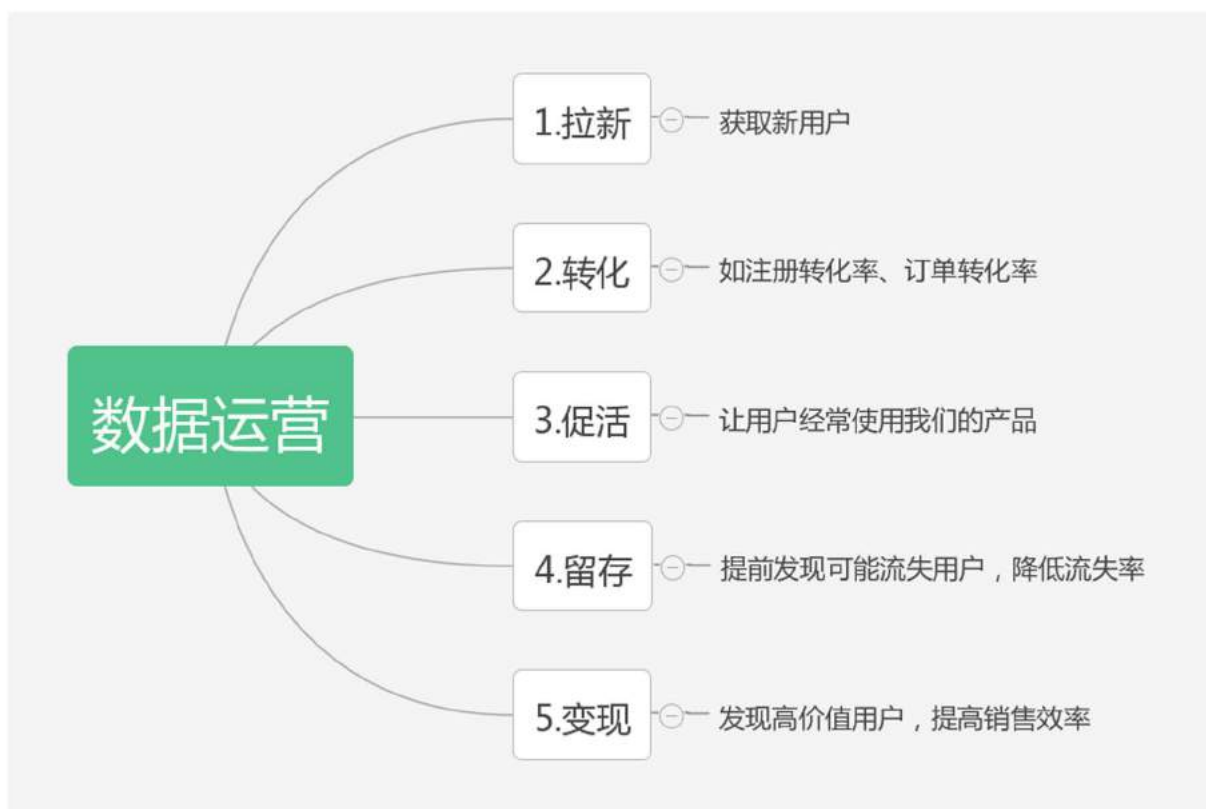 数据运营
1.拉新
获取新用户
2.转化
如注册转化率、订单转化率
3.促活
让用户经常使用我们的产品
4.留存
提前发现可能流失用户，降低流失率
5.变现
发现高价值用户，提高销售效率